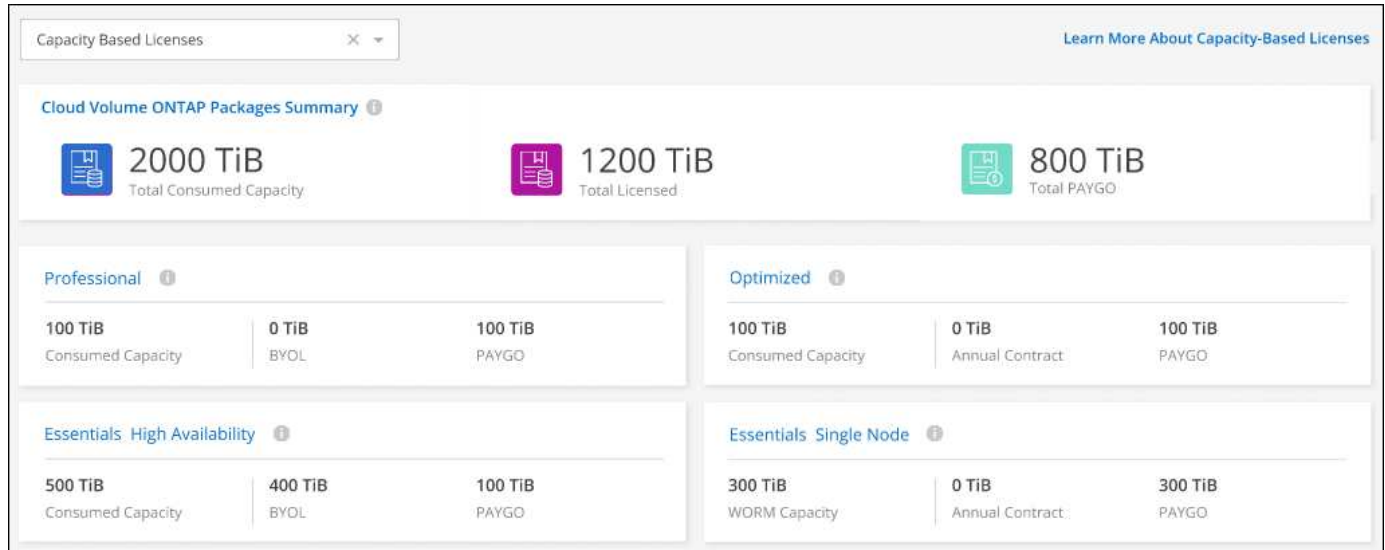 Capacity Based Licenses
Learn More About Capacity-Based Licenses
Cloud Volume ONTAP Packages Summary
2000 TiB
Total Consumed Capacity
1200 TiB
Total Licensed
800 TiB
Total PAYGO
Professional
100 TiB
Consumed Capacity
0 TiB
BYOL
100 TiB
PAYGO
Optimized
100 TiB
Consumed Capacity
0 TiB
Annual Contract
100 TiB
PAYGO
Essentials High Availability
500 TiB
Consumed Capacity
400 TiB
BYOL
100 TiB
PAYGO
Essentials Single Node
300 TiB
WORM Capacity
0 TiB
Annual Contract
300 TiB
PAYGO